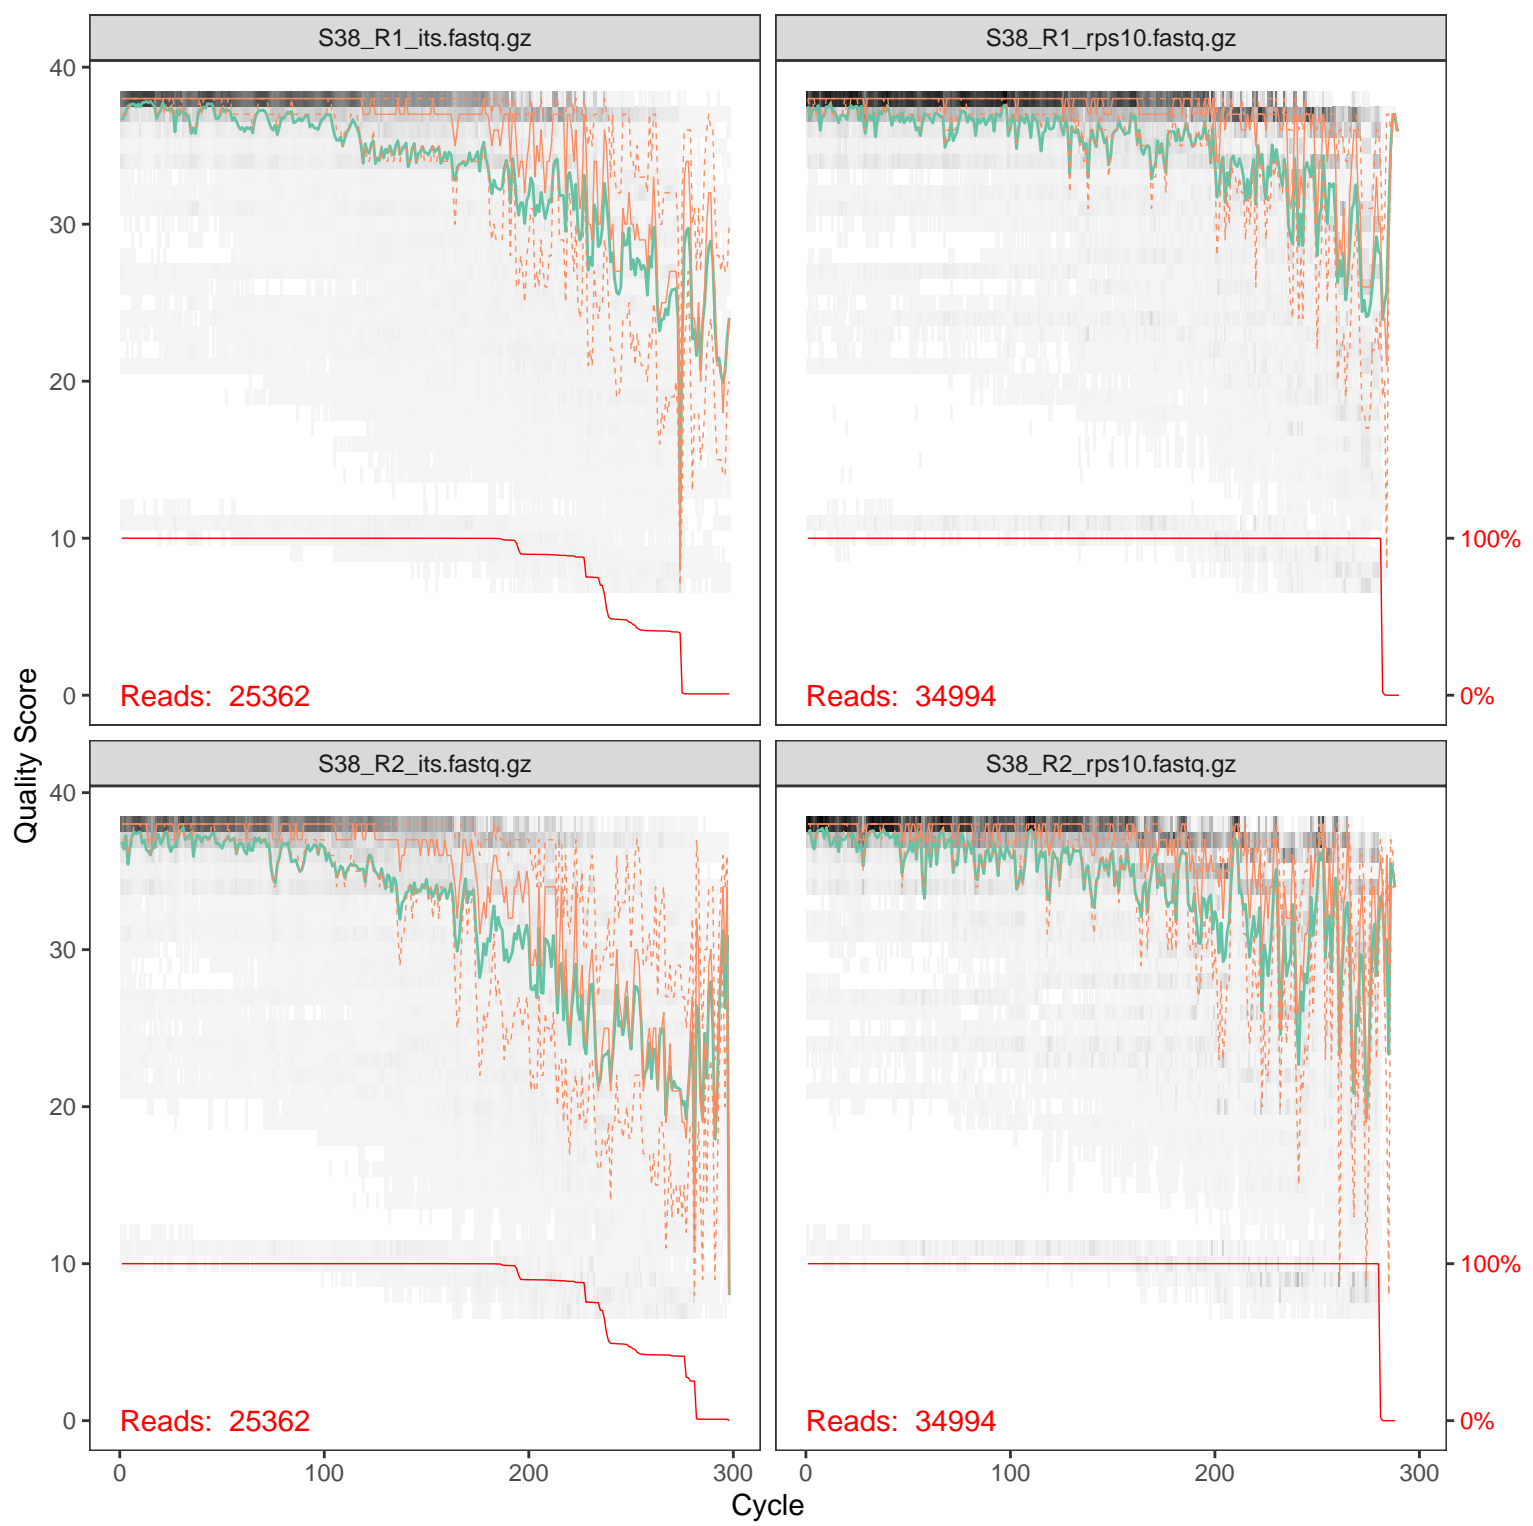 S38_R1_its.fastq.gz
S38_R1_rps10.fastq.gz
40
30
20
10
0
Reads: 25362
Reads: 34994
100%
0%
S38_R2_its.fastq.gz
S38_R2_rps10.fastq.gz
40
30
20
10
0
Reads: 25362
Reads: 34994
100%
0%
0 100 200 300
0 100 200 300
Cycle
Quality Score